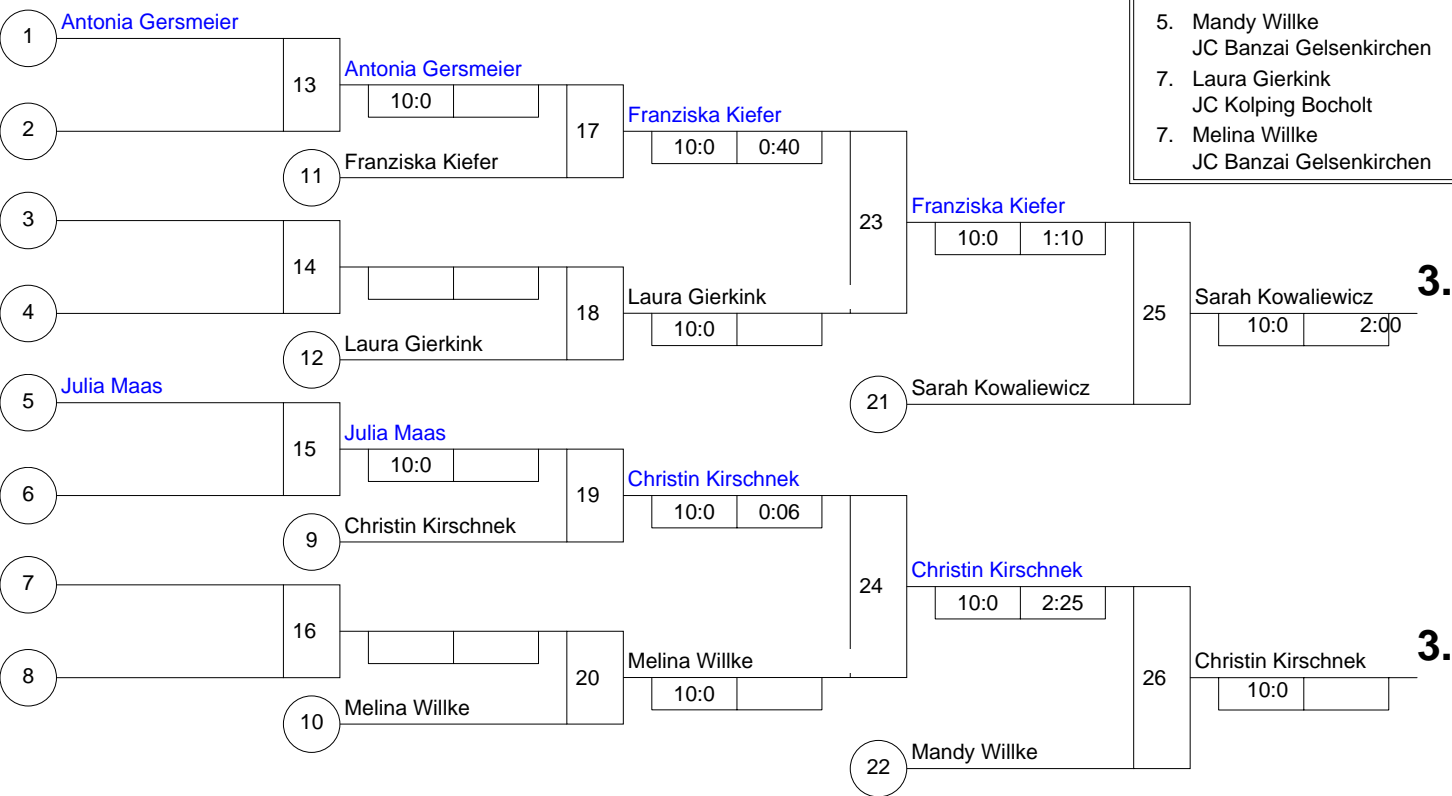 1 Antonia Gersmeier
2
13
Antonia Gersmeier
10:0
11 Franziska Kiefer
17
Franziska Kiefer
10:0 0:40
3
4
14
12 Laura Gierkink
18
Laura Gierkink
10:0
23
Franziska Kiefer
10:0 1:10
21 Sarah Kowaliewicz
25
Sarah Kowaliewicz
10:0 2:00
3.
5 Julia Maas
6
15
Julia Maas
10:0
9 Christin Kirschnek
19
Christin Kirschnek
10:0 0:06
7
8
16
10 Melina Willke
20
Melina Willke
10:0
24
Christin Kirschnek
10:0 2:25
22 Mandy Willke
26
Christin Kirschnek
10:0
3.
5. Mandy Willke
JC Banzai Gelsenkirchen
7. Laura Gierkink
JC Kolping Bocholt
7. Melina Willke
JC Banzai Gelsenkirchen